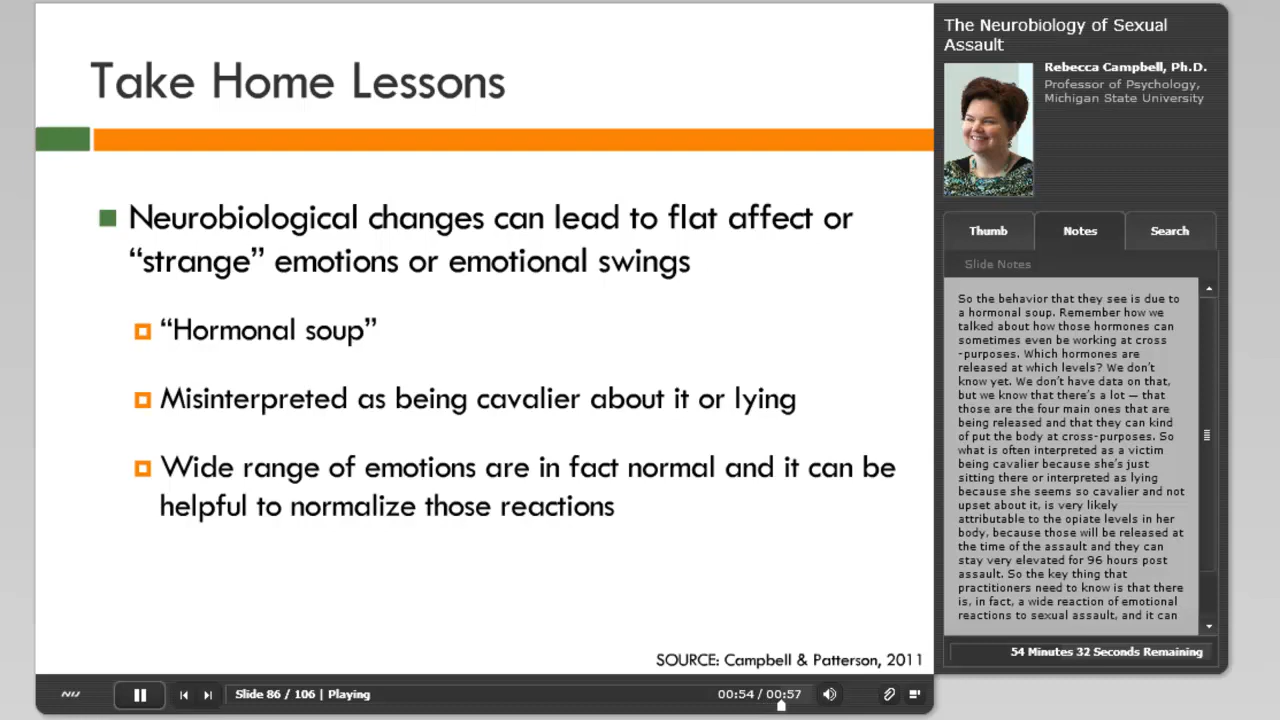 Take Home Lessons
Neurobiological changes can lead to flat affect or
“strange” emotions or emotional swings
“Hormonal soup”
Misinterpreted as being cavalier about it or lying
Wide range of emotions are in fact normal and it can be
helpful to normalize those reactions
SOURCE: Campbell & Patterson, 2011
NIJ
Slide 86 / 106 | Playing
00:54 / 00:57
The Neurobiology of Sexual
Assault
Rebecca Campbell, Ph.D.
Professor of Psychology,
Michigan State University
Thumb
Notes
Search
Slide Notes
So the behavior that they see is due to
a hormonal soup. Remember how we
talked about how those hormones can
sometimes even be working at cross
-purposes. Which hormones are
released at which levels? We don’t
know yet. We don’t have data on that,
but we know that there’s a lot — that
those are the four main ones that are
being released and that they can kind
of put the body at cross-purposes. So
what is often interpreted as a victim
being cavalier because she’s just
sitting there or interpreted as lying
because she seems so cavalier and not
upset about it, is very likely
attributable to the opiate levels in her
body, because those will be released at
the time of the assault and they can
stay very elevated for 96 hours post
assault. So the key thing that
practitioners need to know is that there
is, in fact, a wide reaction of emotional
reactions to sexual assault, and it can
54 Minutes 32 Seconds Remaining